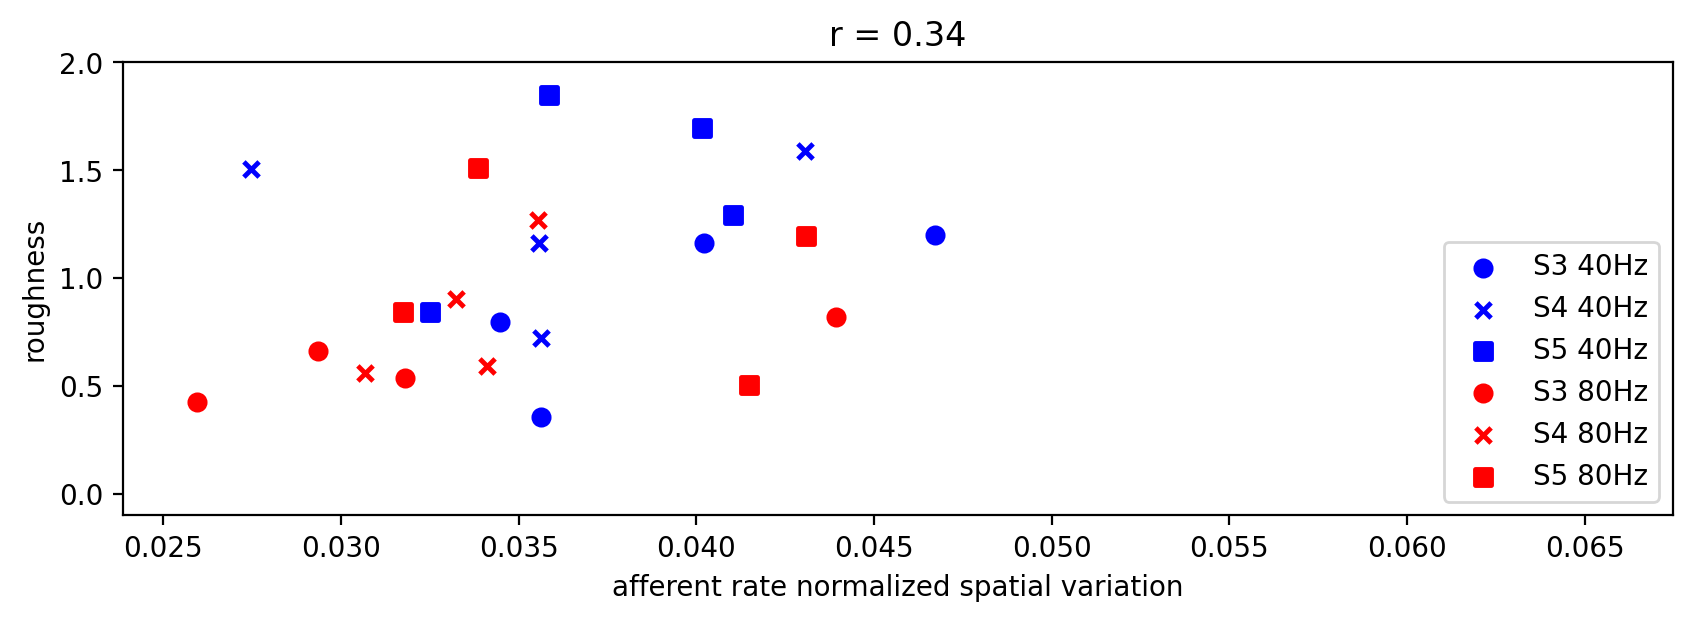 r = 0.34
2.0
1.5
1.0
0.5
0.0
roughness
S3 40Hz
S4 40Hz
S5 40Hz
S3 80Hz
S4 80Hz
S5 80Hz
0.025 0.030 0.035 0.040 0.045 0.050 0.055 0.060 0.065
afferent rate normalized spatial variation